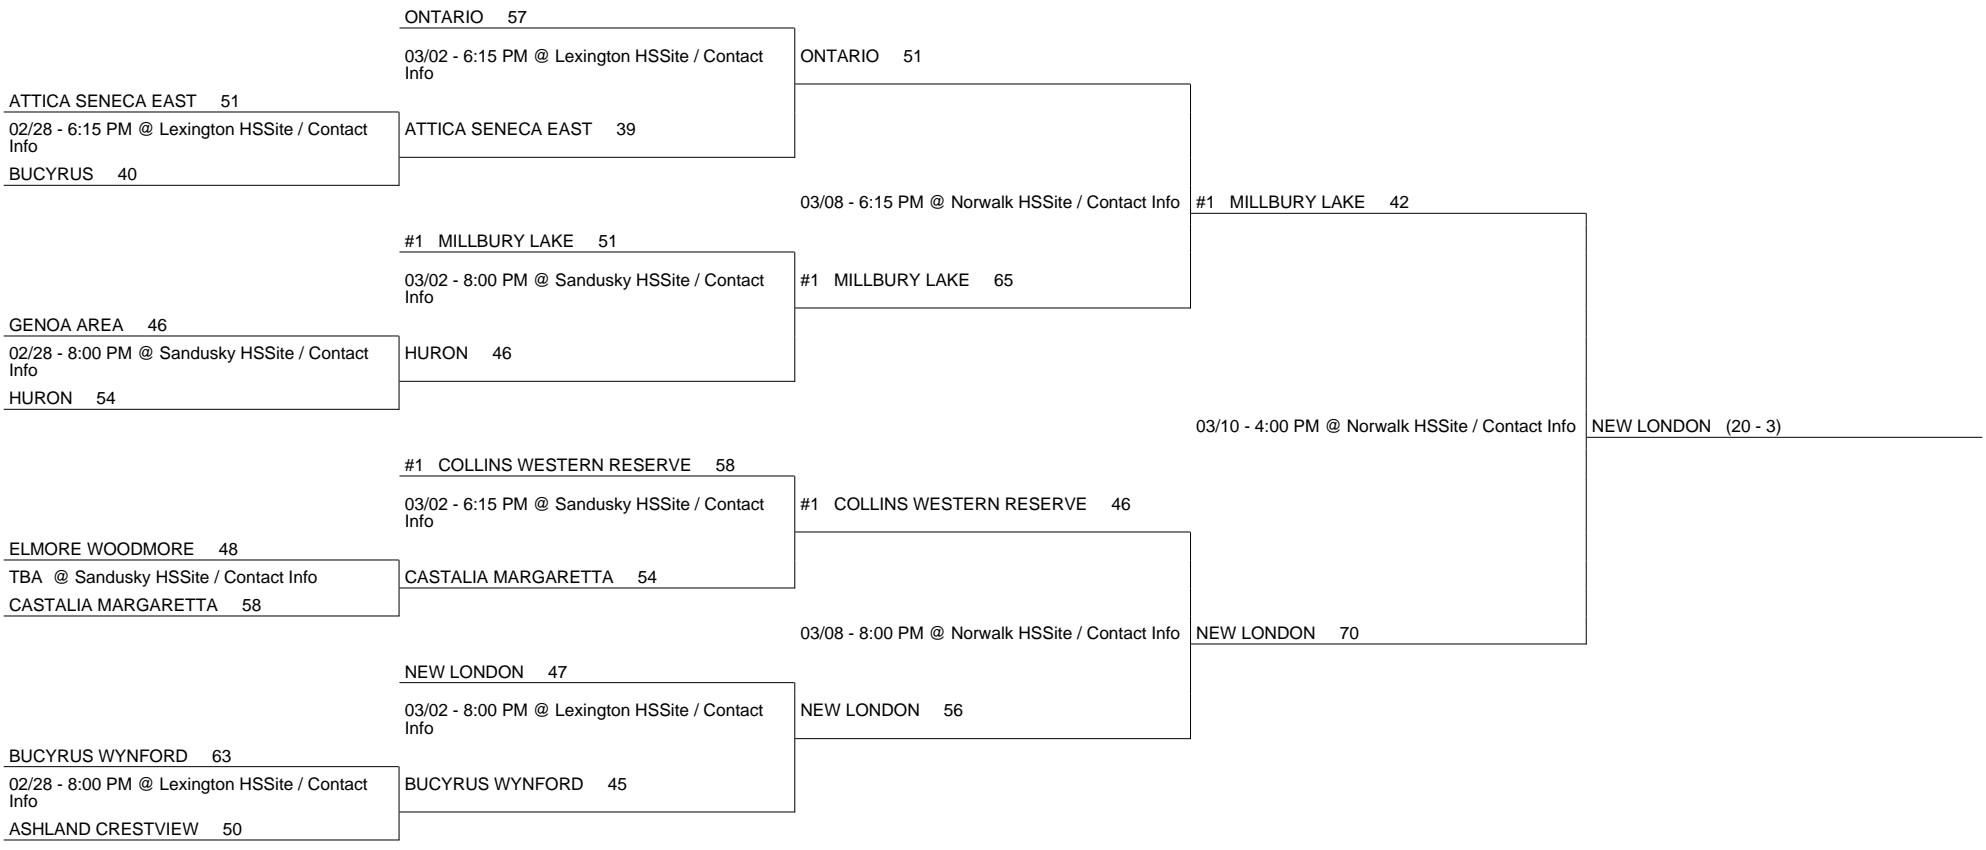 ONTARIO 57
03/02 - 6:15 PM @ Lexington HSSite / Contact
Info
ONTARIO 51
ATTICA SENECA EAST 51
02/28 - 6:15 PM @ Lexington HSSite / Contact
Info
BUCYRUS 40
ATTICA SENECA EAST 39
03/08 - 6:15 PM @ Norwalk HSSite / Contact Info
#1 MILLBURY LAKE 42
#1 MILLBURY LAKE 51
03/02 - 8:00 PM @ Sandusky HSSite / Contact
Info
#1 MILLBURY LAKE 65
GENOA AREA 46
02/28 - 8:00 PM @ Sandusky HSSite / Contact
Info
HURON 54
HURON 46
03/10 - 4:00 PM @ Norwalk HSSite / Contact Info
NEW LONDON (20 - 3)
#1 COLLINS WESTERN RESERVE 58
03/02 - 6:15 PM @ Sandusky HSSite / Contact
Info
#1 COLLINS WESTERN RESERVE 46
ELMORE WOODMORE 48
TBA @ Sandusky HSSite / Contact Info
CASTALIA MARGARETTA 58
CASTALIA MARGARETTA 54
03/08 - 8:00 PM @ Norwalk HSSite / Contact Info
NEW LONDON 70
NEW LONDON 47
03/02 - 8:00 PM @ Lexington HSSite / Contact
Info
NEW LONDON 56
BUCYRUS WYNFORD 63
02/28 - 8:00 PM @ Lexington HSSite / Contact
Info
ASHLAND CRESTVIEW 50
BUCYRUS WYNFORD 45